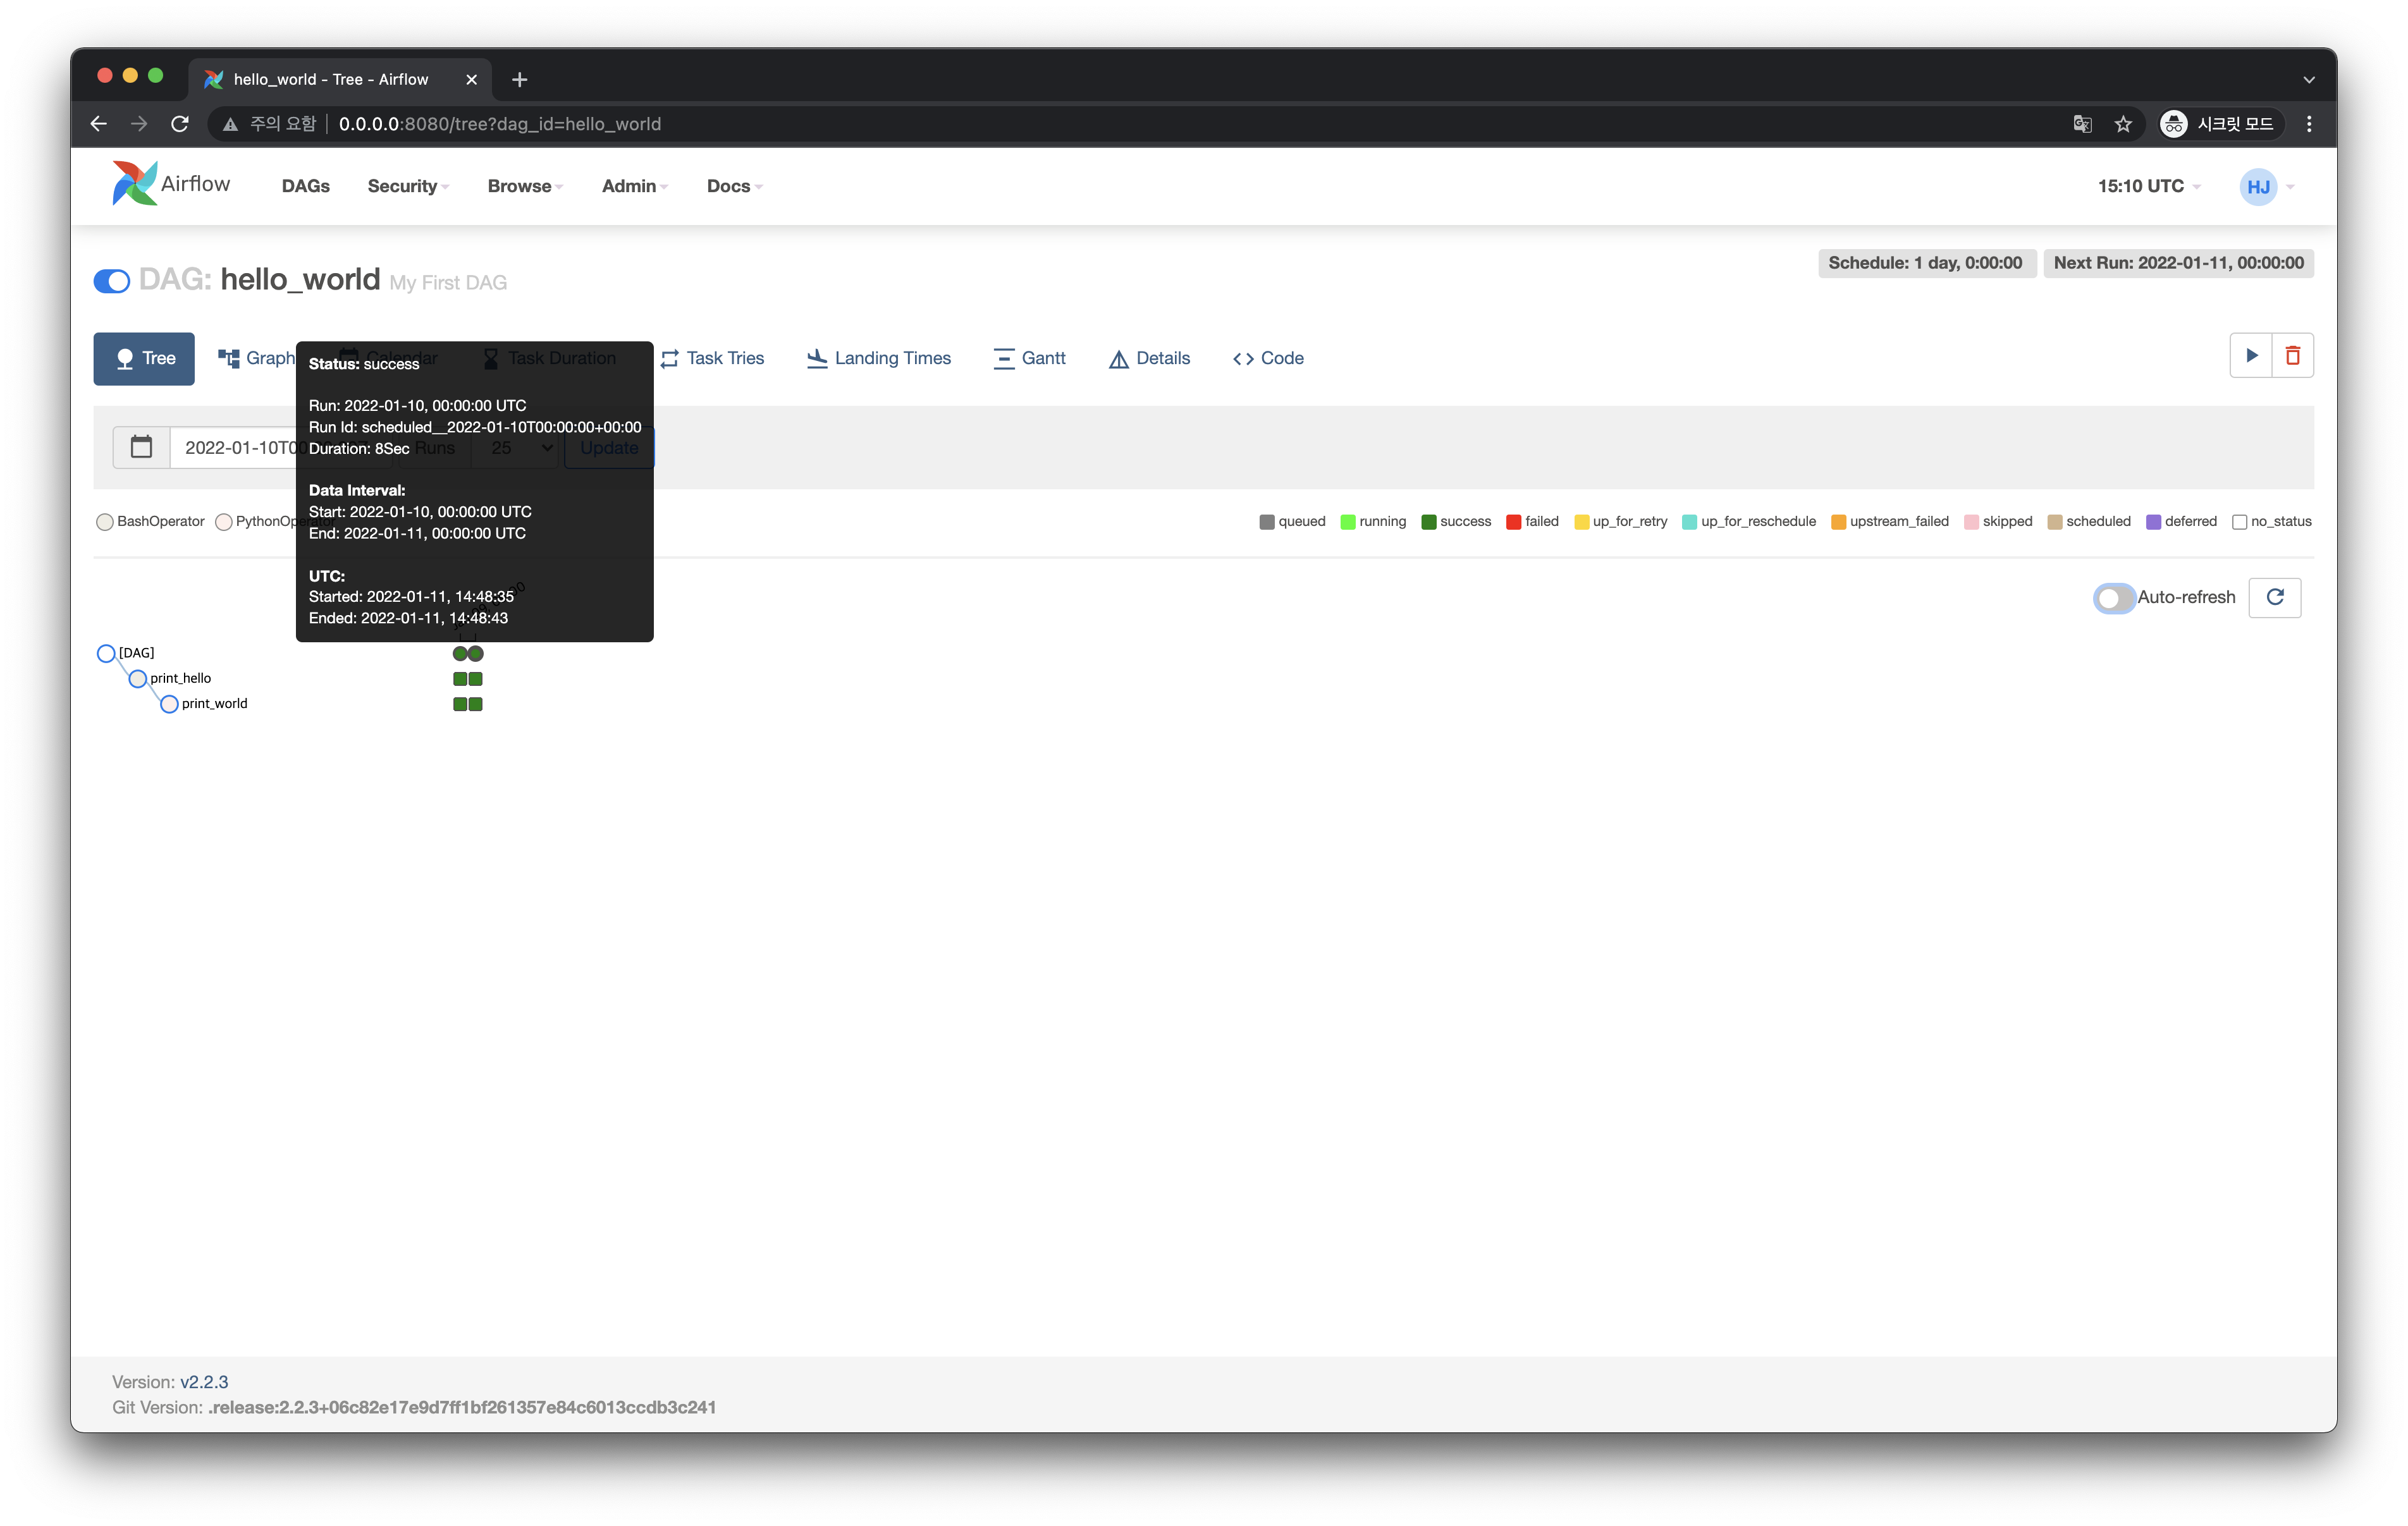 hello_world - Tree - Airflow
주의 요함 0.0.0.0:8080/tree?dag_id=hello_world 시크릿 모드
Airflow DAGs Security Browse Admin Docs 15:10 UTC HJ
Schedule: 1 day, 0:00:00 Next Run: 2022-01-11, 00:00:00
DAG: hello_world My First DAG
Tree Graph Calendar Task Duration Task Tries Landing Times Gantt Details Code
Status: success
Run: 2022-01-10, 00:00:00 UTC
Run Id: scheduled__2022-01-10T00:00:00+00:00
2022-01-10T00 Runs 25 Update
Duration: 8Sec
Data Interval:
Start: 2022-01-10, 00:00:00 UTC
End: 2022-01-11, 00:00:00 UTC
BashOperator PythonOperator queued running success failed up_for_retry up_for_reschedule upstream_failed skipped scheduled deferred no_status
UTC:
Started: 2022-01-11, 14:48:35
Ended: 2022-01-11, 14:48:43
Auto-refresh
[DAG]
print_hello
print_world
Version: v2.2.3
Git Version: .release:2.2.3+06c82e17e9d7ff1bf261357e84c6013ccdb3c241